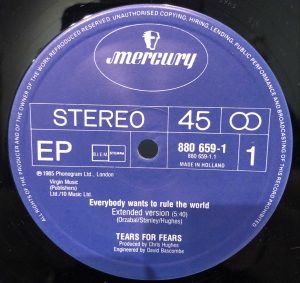 ALL RIGHTS OF THE PRODUCER AND OF THE OWNER OF THE WORK REPRODUCED RESERVED. UNAUTHORISED COPYING, HIRING, LENDING, PUBLIC PERFORMANCE AND BROADCASTING OF THIS RECORD PROHIBITED
mercury
STEREO
45
EP
B.I.E.M.
STEMRA
880 659-1
880 659-1.1
MADE IN HOLLAND
1
℗ 1985 Phonogram Ltd., London
Virgin Music
(Publishers)
Ltd./10 Music Ltd.
Everybody wants to rule the world
Extended version (5:40)
(Orzabal/Stanley/Hughes)
TEARS FOR FEARS
Produced by Chris Hughes
Engineered by David Bascombe